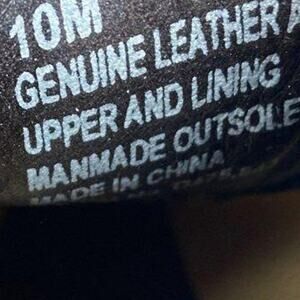 10M
GENUINE LEATHER
UPPER AND LINING
MANMADE OUTSOLE
MADE IN CHINA